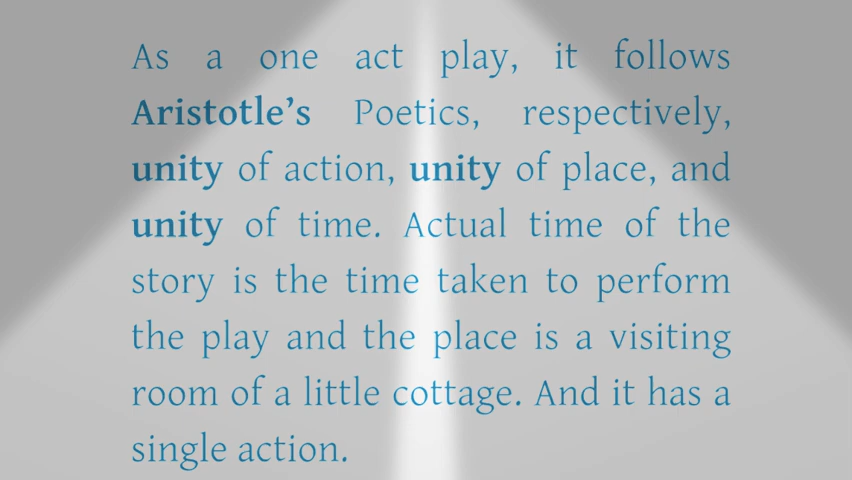 As a one act play, it follows
Aristotle’s Poetics, respectively,
unity of action, unity of place, and
unity of time. Actual time of the
story is the time taken to perform
the play and the place is a visiting
room of a little cottage. And it has a
single action.